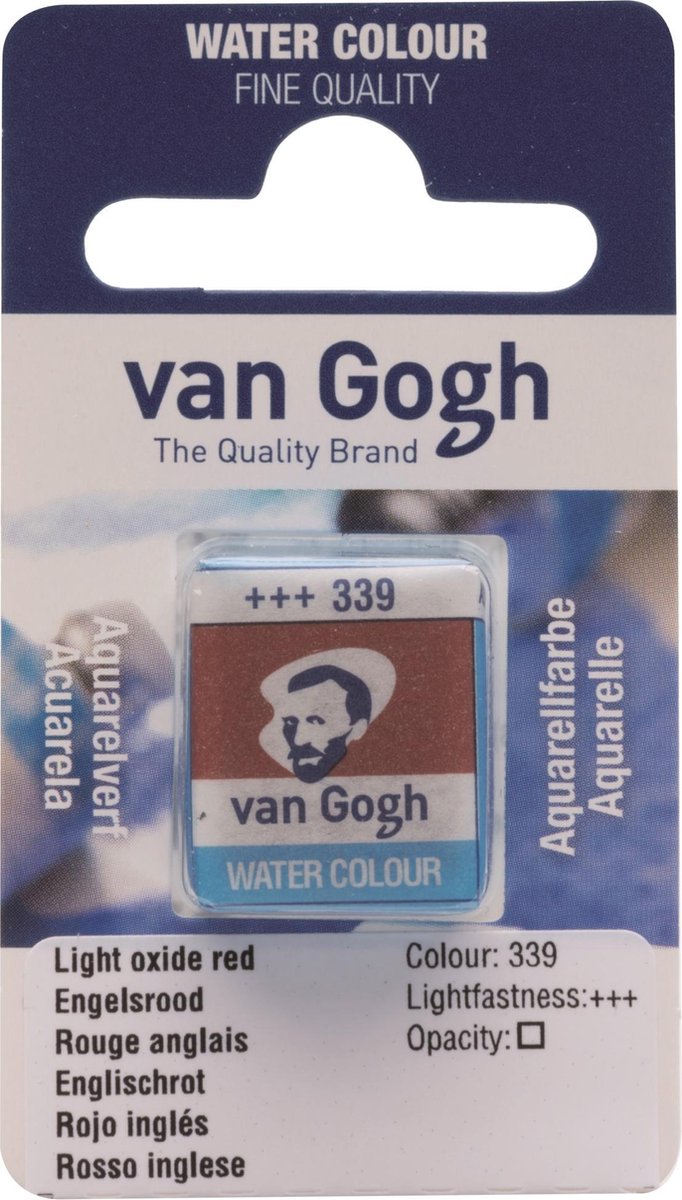 WATER COLOUR
FINE QUALITY
van Gogh
The Quality Brand
+++ 339
van Gogh
WATER COLOUR
Aquarelverf
Acuarela
Aquarellfarbe
Aquarelle
Light oxide red
Engelsrood
Rouge anglais
Englischrot
Rojo inglés
Rosso inglese
Colour: 339
Lightfastness:+++
Opacity: